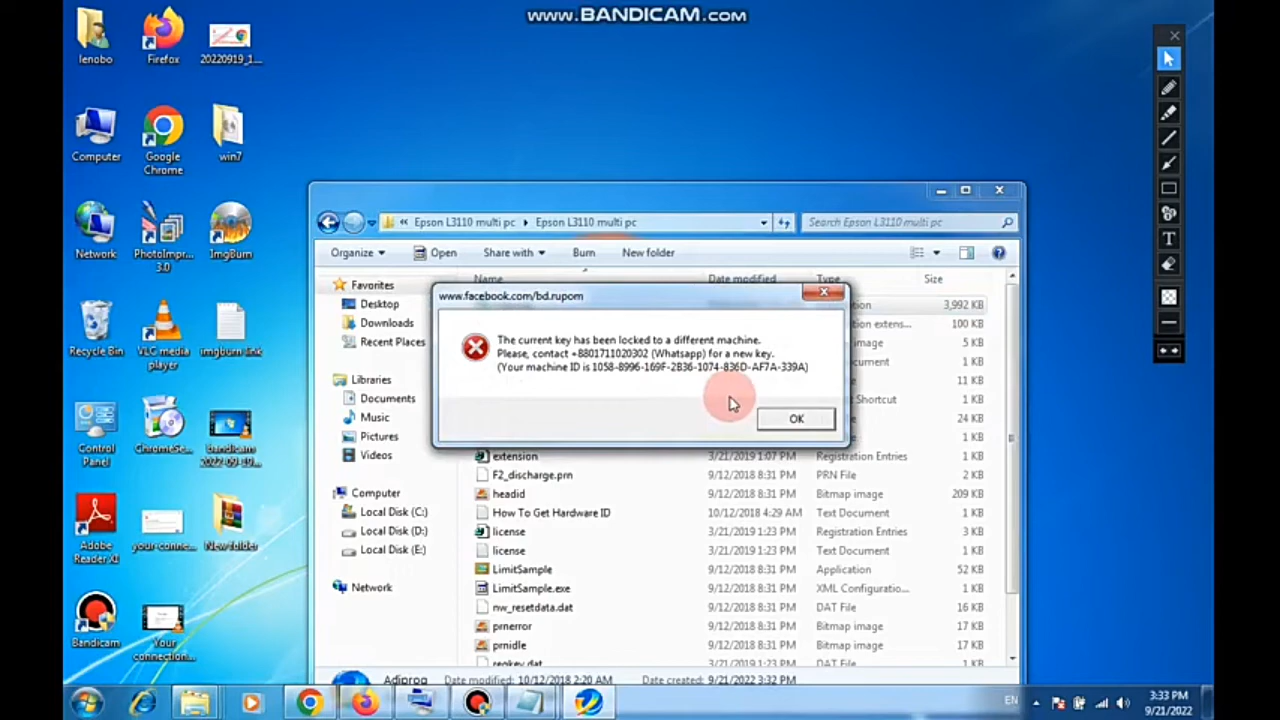 www.BANDICAM.com
lenobo
Firefox
20220919_1...
Computer
Google
Chrome
win7
Network
PhotoImpr...
3.0
ImgBurn
Recycle Bin
VLC media
player
imgburn link
Control
Panel
ChromeSe...
bandicam
2022-09-19...
Adobe
Reader XI
your-conne...
New folder
Bandicam
Your
connection...
« Epson L3110 multi pc ▸ Epson L3110 multi pc
Search Epson L3110 multi pc
Organize
Open
Share with
Burn
New folder
Name
Date modified
Type
Size
Favorites
Desktop
Downloads
Recent Places
Libraries
Documents
Music
Pictures
Videos
Computer
Local Disk (C:)
Local Disk (D:)
Local Disk (E:)
Network
3,992 KB
extens...
100 KB
5 KB
11 KB
Shortcut
24 KB
1 KB
www.facebook.com/bd.rupom
The current key has been locked to a different machine.
Please, contact +8801711020302 (Whatsapp) for a new key.
(Your machine ID is 1058-8996-169F-2B36-1074-836D-AF7A-339A)
OK
extension 3/21/2019 1:07 PM Registration Entries 1 KB
F2_discharge.prn 9/12/2018 8:31 PM PRN File 2 KB
headid 9/12/2018 8:31 PM Bitmap image 209 KB
How To Get Hardware ID 10/12/2018 4:29 AM Text Document 1 KB
license 3/21/2019 1:23 PM Registration Entries 3 KB
license 3/21/2019 1:23 PM Text Document 1 KB
LimitSample 9/12/2018 8:31 PM Application 52 KB
LimitSample.exe 9/12/2018 8:31 PM XML Configuratio... 1 KB
nw_resetdata.dat 9/12/2018 8:31 PM DAT File 16 KB
prnerror 9/12/2018 8:31 PM Bitmap image 17 KB
prnidle 9/12/2018 8:31 PM Bitmap image 17 KB
regkey.dat 3/21/2019 1:23 PM DAT File 1 KB
Adjprog Date modified: 10/12/2018 2:20 AM Date created: 9/21/2022 3:32 PM
EN
3:33 PM
9/21/2022